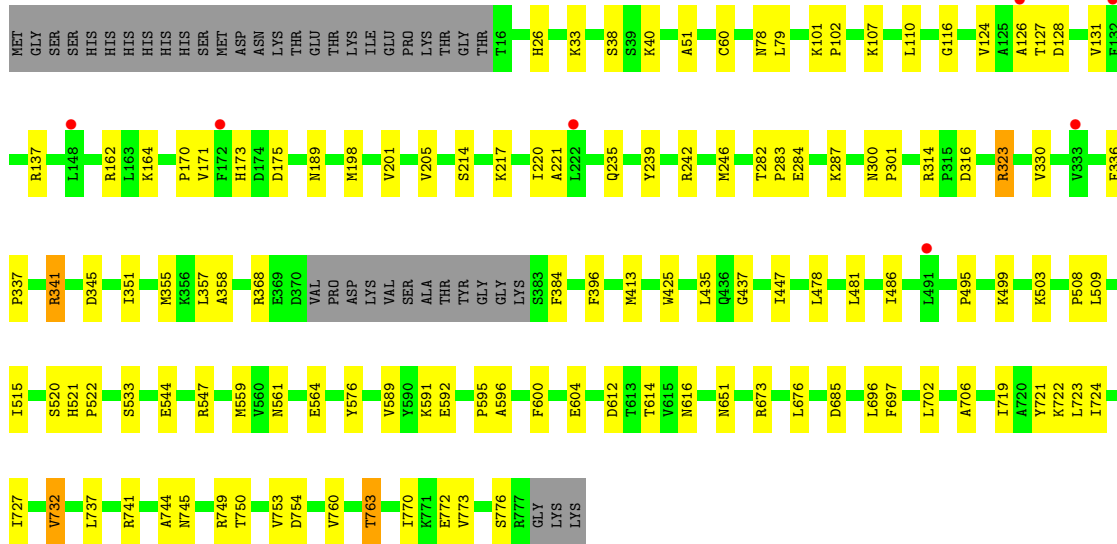 MET GLY SER SER HIS HIS HIS HIS HIS HIS SER MET ASP ASN LYS THR GLU THR LYS ILE GLU PRO LYS THR GLY THR T16 H26 K33 S38 S39 K40 A51 C60 N78 L79 K101 P102 K107 L110 G116 V124 A125 A126 T127 D128 V131 E132
R137 L148 R162 L163 K164 P170 V171 F172 H173 D174 D175 N189 M198 V201 V205 S214 K217 I220 A221 L222 Q235 Y239 R242 M246 T282 P283 E284 K287 N300 P301 R314 P315 D316 R323 V330 V333 E336
P337 R341 D345 I351 M355 K356 L357 A358 R368 E369 D370 VAL PRO ASP LYS VAL SER ALA THR TYR GLY GLY LYS S383 F384 F396 M413 W425 L435 Q436 G437 I447 L478 L481 I486 L491 P495 K499 K503 P508 L509
I515 S520 H521 P522 S533 E544 R547 M559 V560 N561 E564 Y576 V589 Y590 K591 E592 P595 A596 F600 E604 D612 T613 T614 V615 N616 N651 R673 L676 D685 L696 F697 L702 A706 I719 A720 Y721 K722 L723 I724
I727 V732 L737 R741 A744 N745 R749 T750 V753 D754 V760 T763 I770 K771 E772 V773 S776 R777 GLY LYS LYS